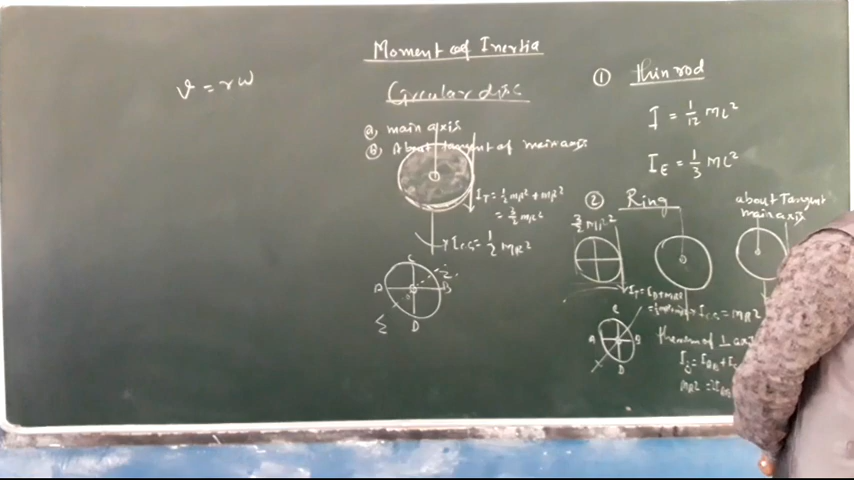 Moment of Inertia
v = rω
Circular disc
ⓐ main axis
ⓑ About tangent of main axis
I_T = 1/2 MR² + MR²
= 3/2 MR²
I_CG = 1/2 MR²
C
A B
D
① thin rod
I = 1/12 ML²
I_E = 1/3 ML²
② Ring
about Tangent
main axis
3/2 MR²
I_CG = MR²
C
A B
D
theorem of ⊥ axis